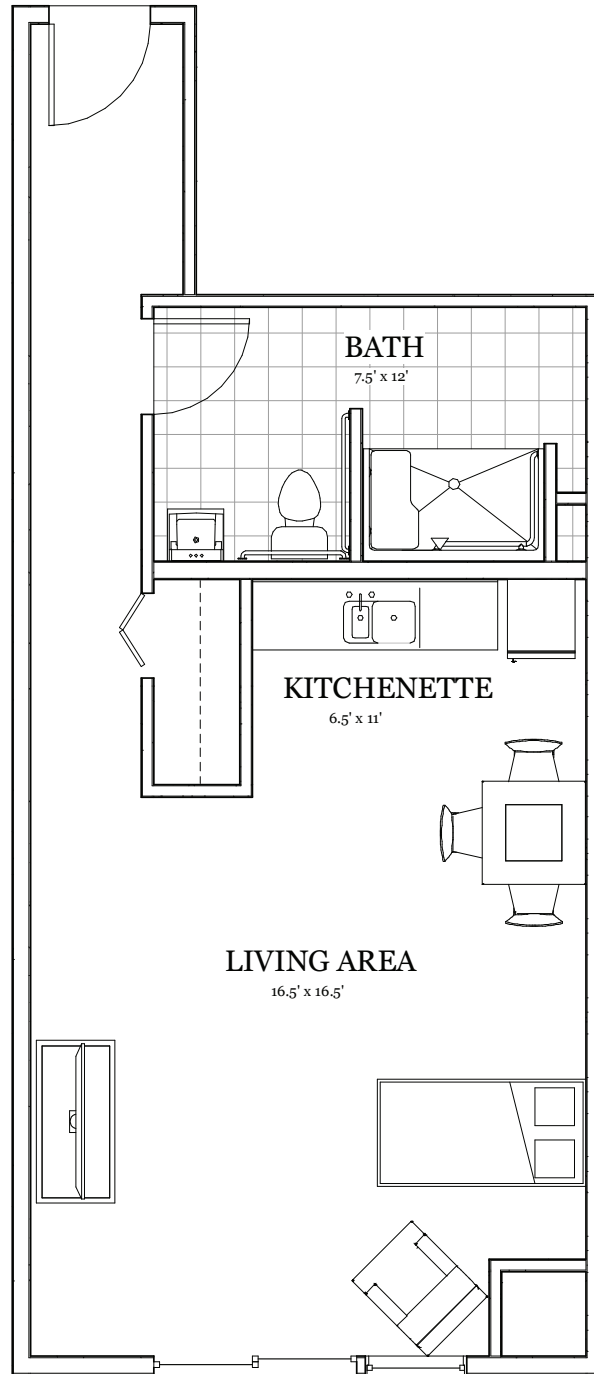 BATH
7.5' x 12'
KITCHENETTE
6.5' x 11'
LIVING AREA
16.5' x 16.5'